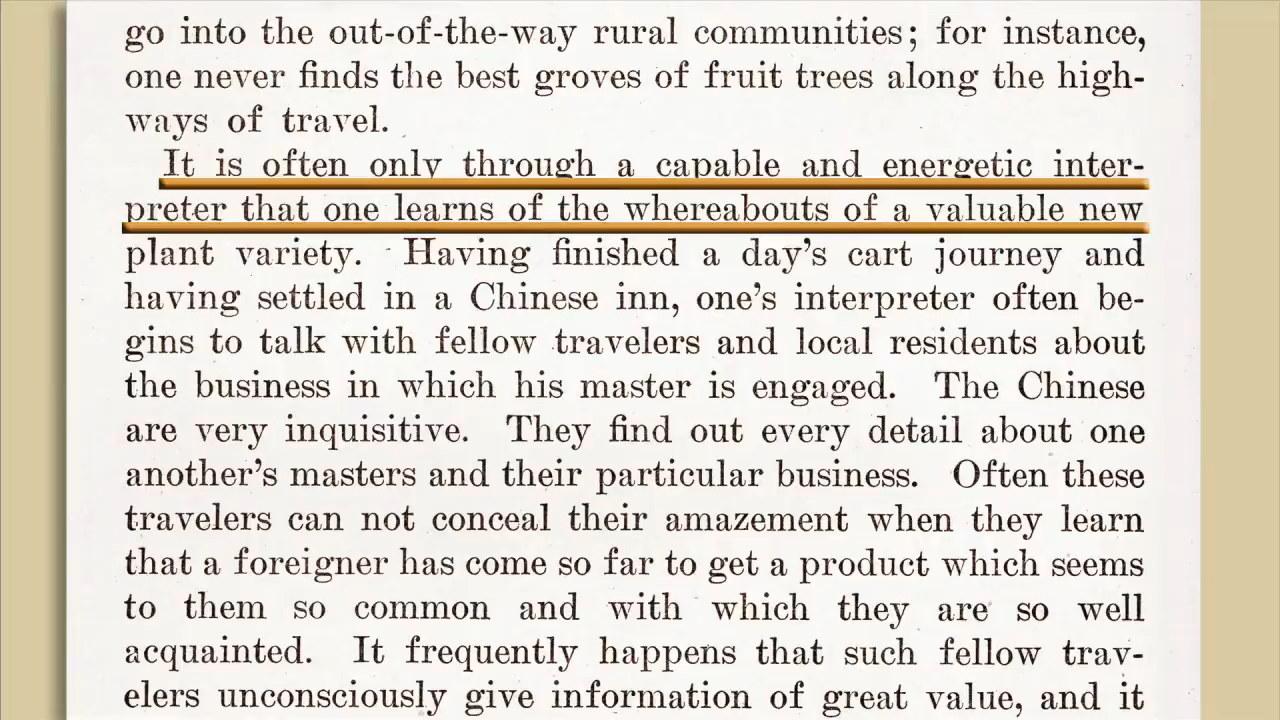 go into the out-of-the-way rural communities; for instance,
one never finds the best groves of fruit trees along the high-
ways of travel.
It is often only through a capable and energetic inter-
preter that one learns of the whereabouts of a valuable new
plant variety. Having finished a day's cart journey and
having settled in a Chinese inn, one's interpreter often be-
gins to talk with fellow travelers and local residents about
the business in which his master is engaged. The Chinese
are very inquisitive. They find out every detail about one
another's masters and their particular business. Often these
travelers can not conceal their amazement when they learn
that a foreigner has come so far to get a product which seems
to them so common and with which they are so well
acquainted. It frequently happens that such fellow trav-
elers unconsciously give information of great value, and it